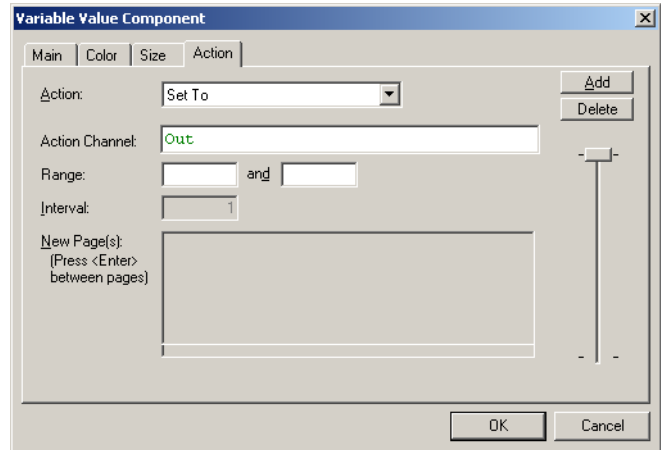 Variable Value Component
Main Color Size Action
Action: Set To
Add
Delete
Action Channel: Out
Range: and
Interval: 1
New Page(s):
(Press <Enter>
between pages)
OK Cancel